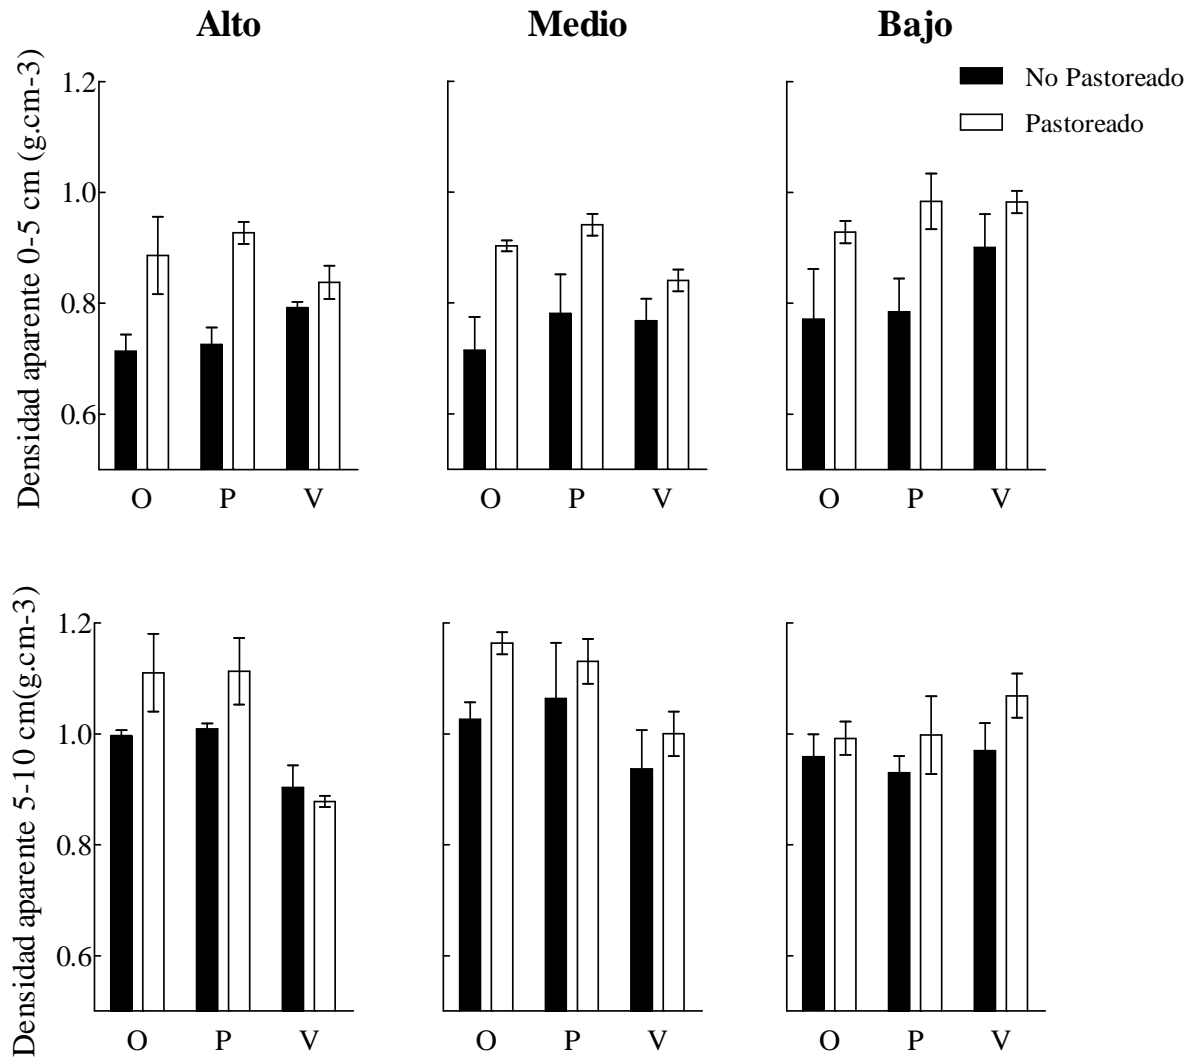 Alto
Medio
Bajo
No Pastoreado
Pastoreado
Densidad aparente 0-5 cm (g.cm-3)
1.2
1.0
0.8
0.6
O P V
O P V
O P V
Densidad aparente 5-10 cm(g.cm-3)
1.2
1.0
0.8
0.6
O P V
O P V
O P V